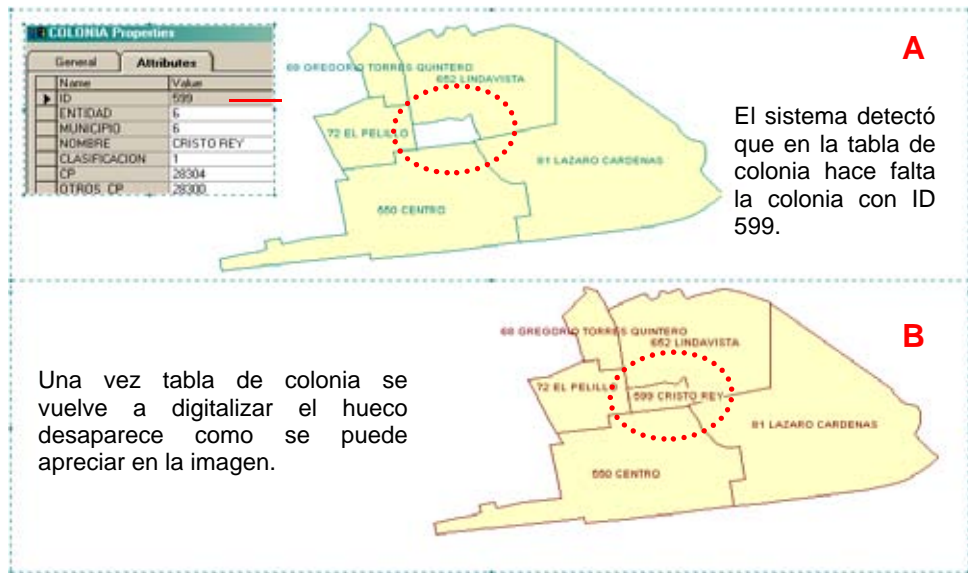 COLONIA Properties
General Attributes
Name Value
ID 599
ENTIDAD 6
MUNICIPIO 6
NOMBRE CRISTO REY
CLASIFICACION 1
CP 28304
OTROS_CP 28300
68 GREGORIO TORRES QUINTERO
652 LINDAVISTA
72 EL PELILLO
81 LAZARO CARDENAS
550 CENTRO
A
El sistema detectó
que en la tabla de
colonia hace falta
la colonia con ID
599.
Una vez tabla de colonia se
vuelve a digitalizar el hueco
desaparece como se puede
apreciar en la imagen.
68 GREGORIO TORRES QUINTERO
652 LINDAVISTA
72 EL PELILLO
599 CRISTO REY
81 LAZARO CARDENAS
550 CENTRO
B